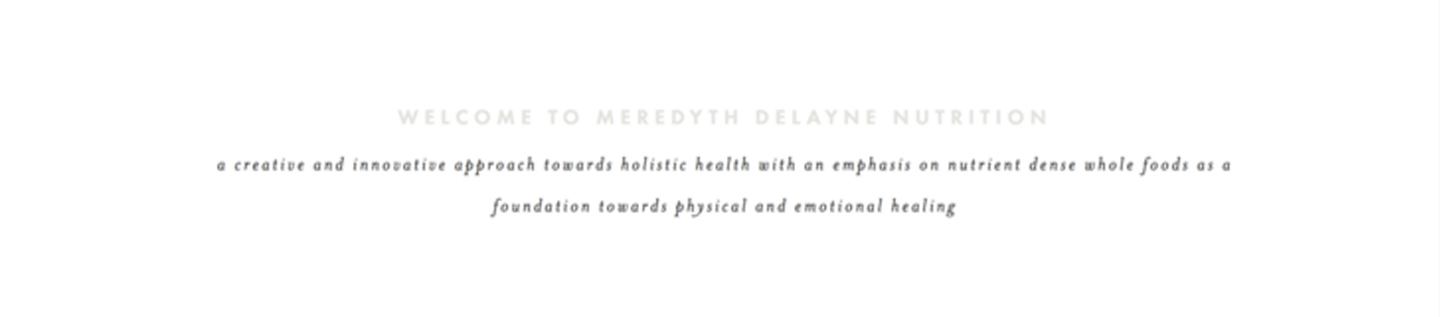 WELCOME TO MEREDYTH DELAYNE NUTRITION
a creative and innovative approach towards holistic health with an emphasis on nutrient dense whole foods as a
foundation towards physical and emotional healing